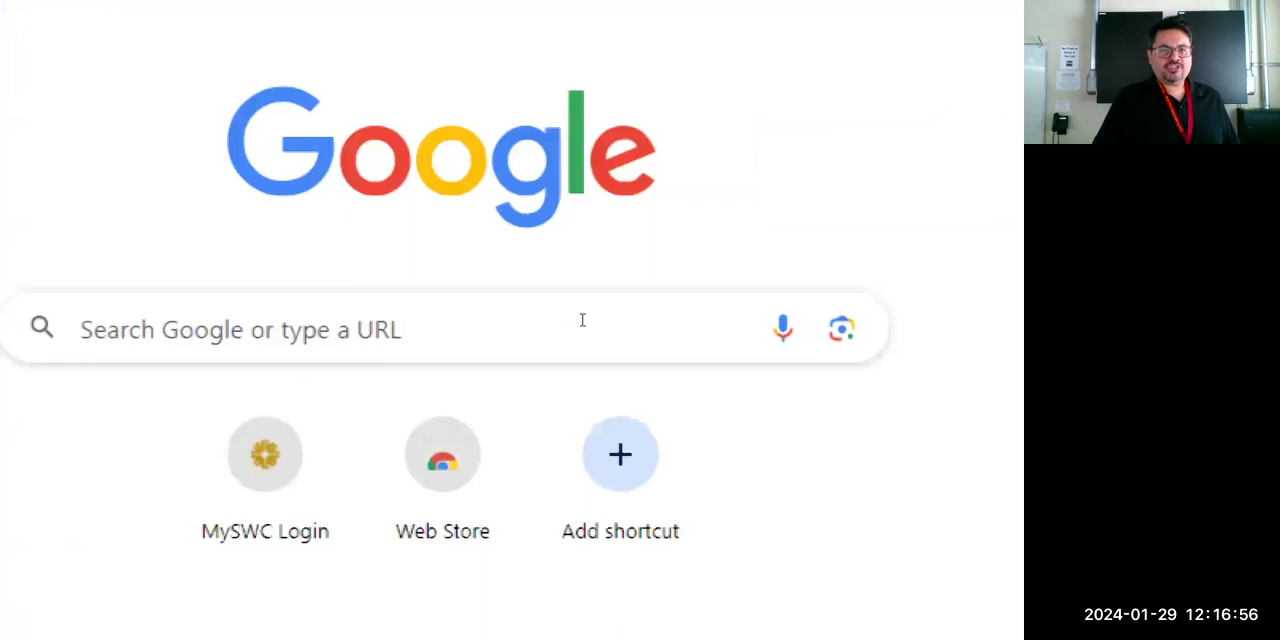 Google
Search Google or type a URL
MySWC Login
Web Store
Add shortcut
2024-01-29 12:16:56